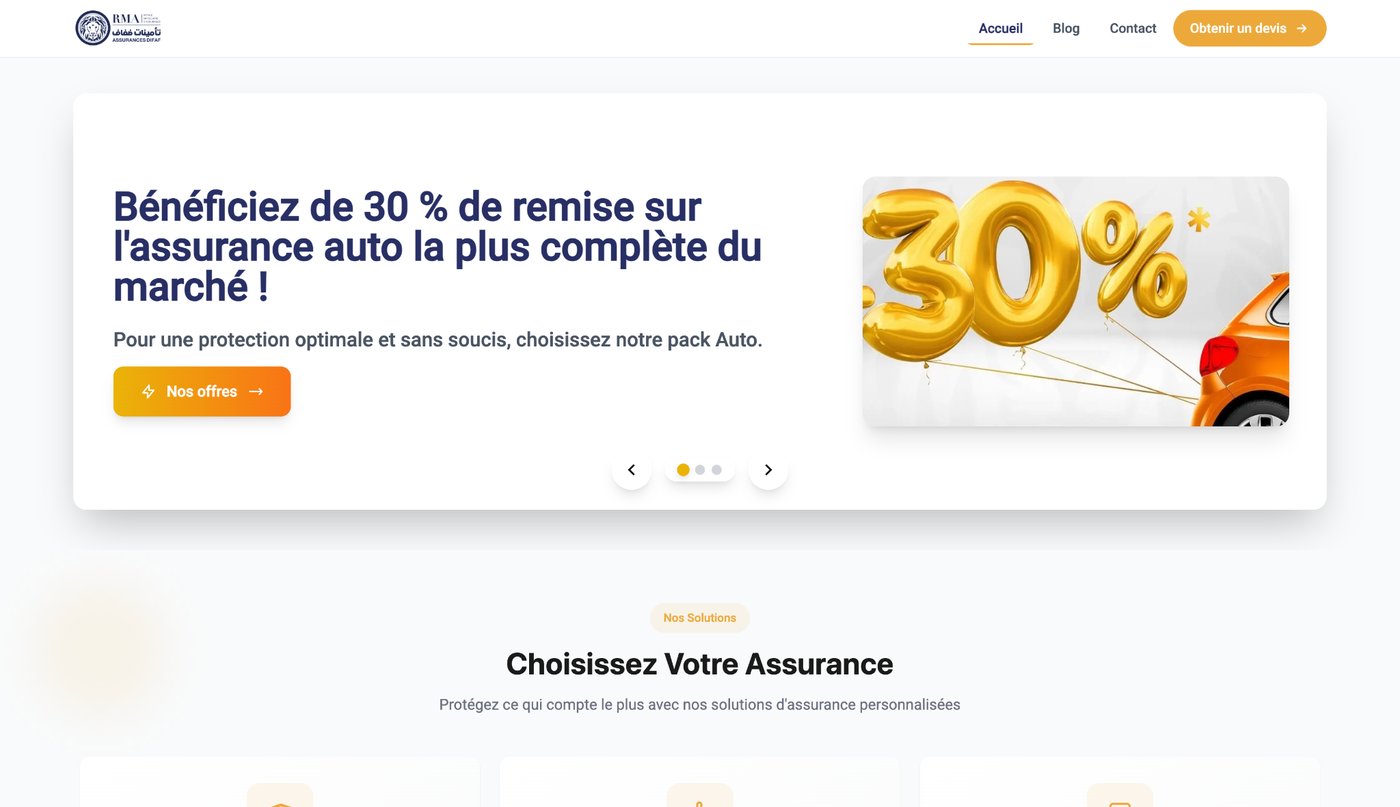 RMA
تأمينات ضفاف
ASSURANCES DIFAF
Accueil
Blog
Contact
Obtenir un devis
Bénéficiez de 30 % de remise sur
l'assurance auto la plus complète du
marché !
Pour une protection optimale et sans soucis, choisissez notre pack Auto.
Nos offres
30%*
Nos Solutions
Choisissez Votre Assurance
Protégez ce qui compte le plus avec nos solutions d'assurance personnalisées